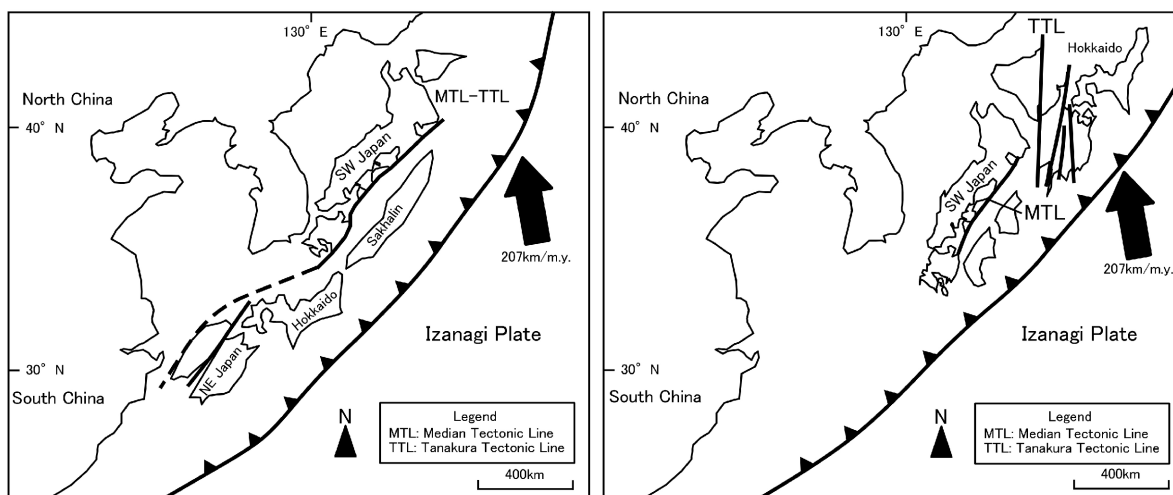 130° E
North China
MTL-TTL
40° N
SW Japan
Sakhalin
207km/m.y.
Hokkaido
Izanagi Plate
NE Japan
30° N
South China
N
Legend
MTL: Median Tectonic Line
TTL: Tanakura Tectonic Line
400km
130° E
TTL
Hokkaido
North China
40° N
SW Japan
MTL
207km/m.y.
Izanagi Plate
30° N
South China
N
Legend
MTL: Median Tectonic Line
TTL: Tanakura Tectonic Line
400km